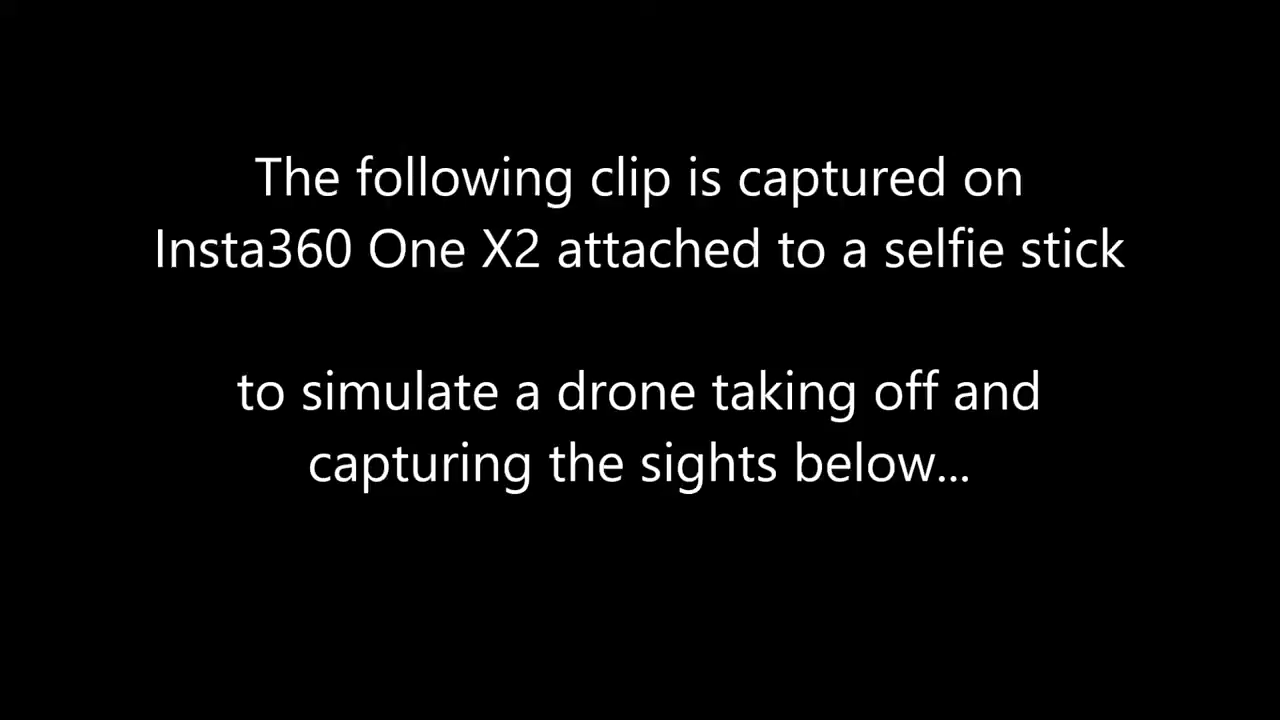 The following clip is captured on
Insta360 One X2 attached to a selfie stick
to simulate a drone taking off and
capturing the sights below...